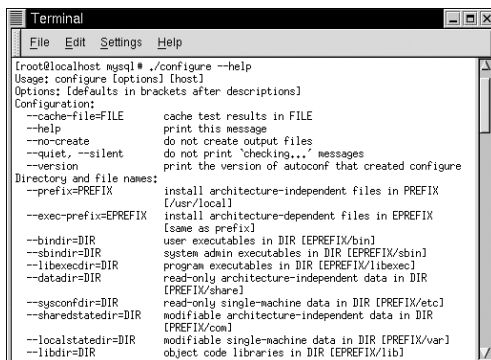 Terminal
File Edit Settings Help
[root@localhost mysql# ./configure --help
Usage: configure [options] [host]
Options: [defaults in brackets after descriptions]
Configuration:
  --cache-file=FILE       cache test results in FILE
  --help                  print this message
  --no-create             do not create output files
  --quiet, --silent       do not print `checking...' messages
  --version               print the version of autoconf that created configure
Directory and file names:
  --prefix=PREFIX         install architecture-independent files in PREFIX
                          [/usr/local]
  --exec-prefix=EPREFIX   install architecture-dependent files in EPREFIX
                          [same as prefix]
  --bindir=DIR            user executables in DIR [EPREFIX/bin]
  --sbindir=DIR           system admin executables in DIR [EPREFIX/sbin]
  --libexecdir=DIR        program executables in DIR [EPREFIX/libexec]
  --datadir=DIR           read-only architecture-independent data in DIR
                          [PREFIX/share]
  --sysconfdir=DIR        read-only single-machine data in DIR [PREFIX/etc]
  --sharedstatedir=DIR    modifiable architecture-independent data in DIR
                          [PREFIX/com]
  --localstatedir=DIR     modifiable single-machine data in DIR [PREFIX/var]
  --libdir=DIR            object code libraries in DIR [EPREFIX/lib]